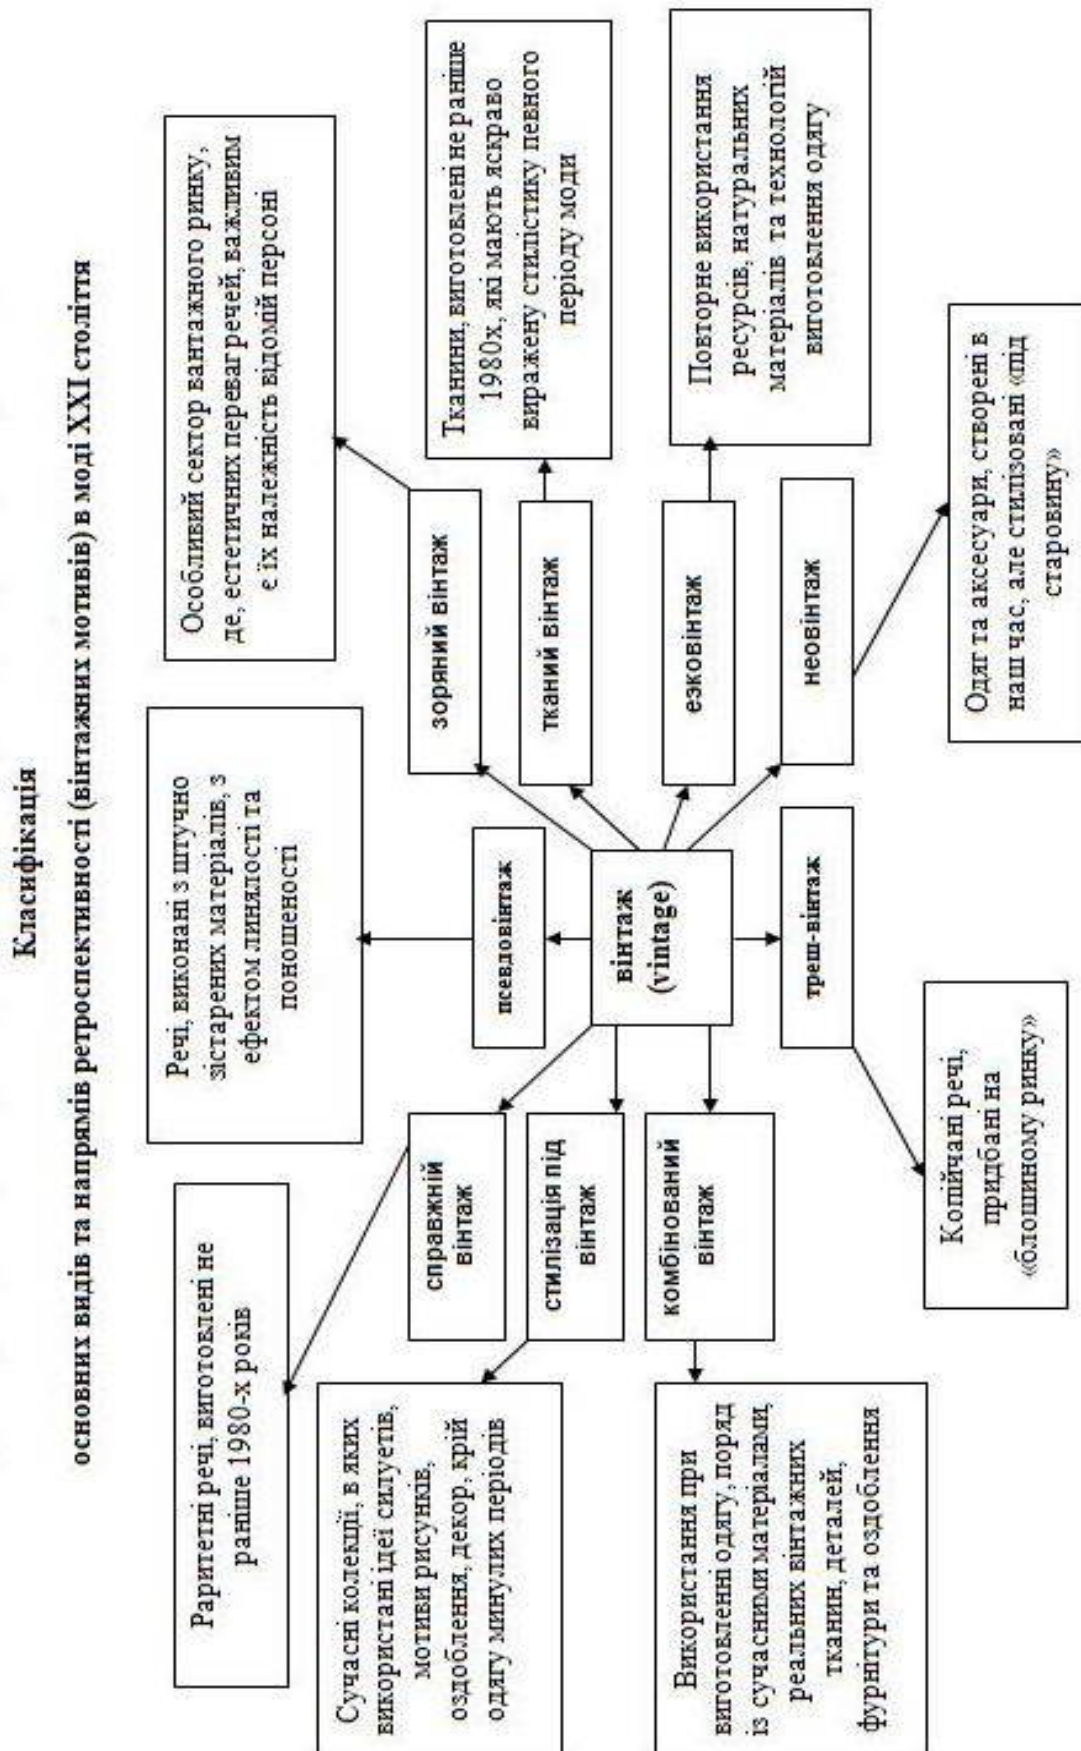 Класифікація
основних видів та напрямів ретроспективності (вінтажних мотивів) в моді XXI століття
Раритетні речі, виготовлені не
раніше 1980-х років
Речі, виконані з штучно
зістарених матеріалів, з
ефектом линялості та
поношеності
Особливий сектор вантажного ринку,
де, естетичних переваг речей, важливим
е їх належність відомій персоні
Сучасні колекції, в яких
використані ідеї силуетів,
мотиви рисунків,
оздоблення, декор, крій
одягу минулих періодів
справжній
вінтаж
псевдовінтаж
зоряний вінтаж
Тканини, виготовлені не раніше
1980х, які мають яскраво
виражену стилістику певного
періоду моди
стилізація під
вінтаж
вінтаж
(vintage)
тканий вінтаж
комбінований
вінтаж
езковінтаж
Повторне використання
ресурсів, натуральних
матеріалів та технологій
виготовлення одягу
Використання при
виготовленні одягу, поряд
із сучасними матеріалами,
реальних вінтажних
тканин, деталей,
фурнітури та оздоблення
треш-вінтаж
неовінтаж
Копійчані речі,
придбані на
«блошиному ринку»
Одяг та аксесуари, створені в
наш час, але стилізовані «під
старовину»